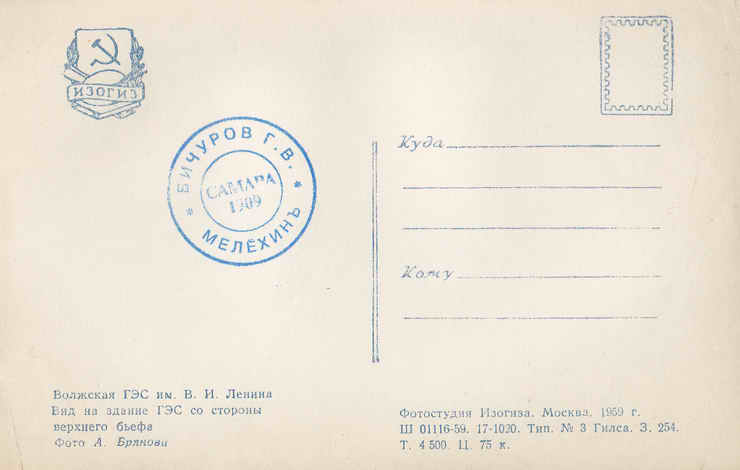 ИЗОГИЗ
БИЧУРОВ Г.В.
САМАРА
1909
* МЕЛЁХИНЪ *
Куда
Кому
Волжская ГЭС им. В. И. Ленина
Вид на здание ГЭС со стороны
верхнего бьефа
Фото А. Брянова
Фотостудия Изогиза. Москва. 1959 г.
Ш 01116-59. 17-1020. Тип. № 3 Гилса. З. 254.
Т. 4 500. Ц. 75 к.